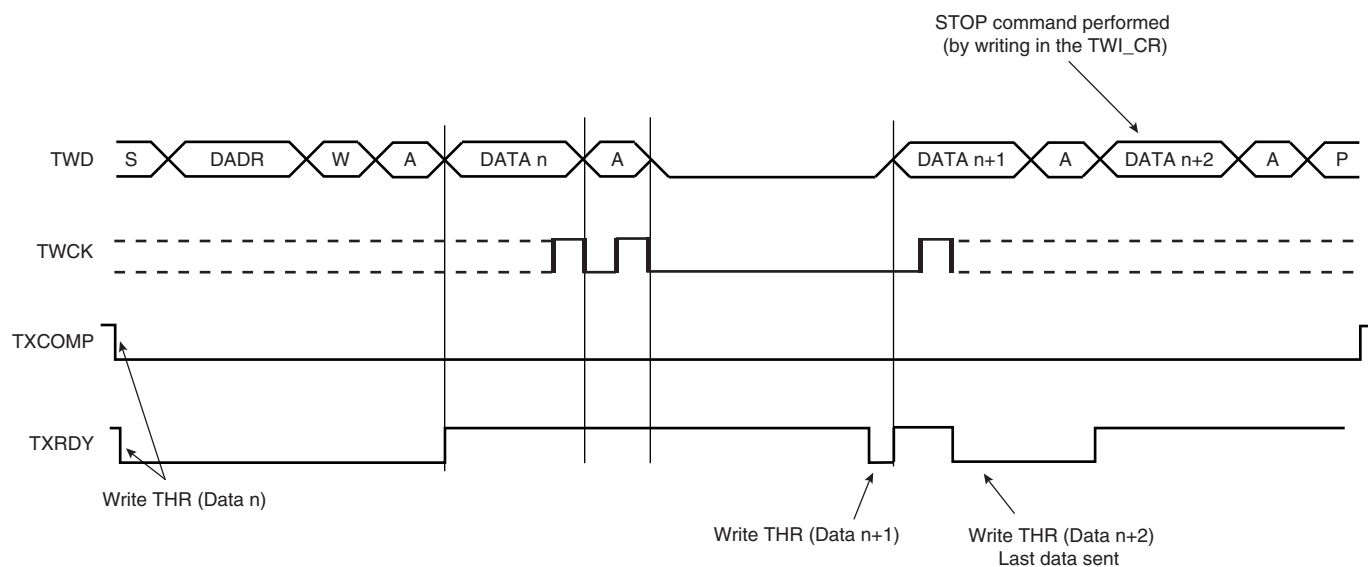 STOP command performed
(by writing in the TWI_CR)
TWD S DADR W A DATA n A DATA n+1 A DATA n+2 A P
TWCK
TXCOMP
TXRDY
Write THR (Data n)
Write THR (Data n+1)
Write THR (Data n+2)
Last data sent